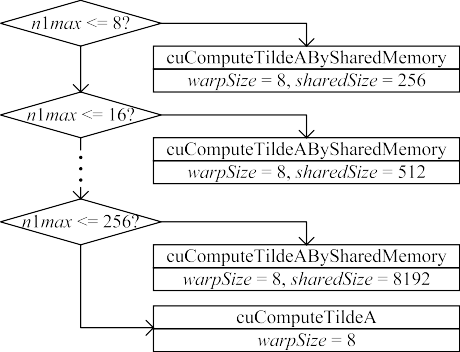 n1max <= 8?
cuComputeTildeABySharedMemory
warpSize = 8, sharedSize = 256
n1max <= 16?
cuComputeTildeABySharedMemory
warpSize = 8, sharedSize = 512
n1max <= 256?
cuComputeTildeABySharedMemory
warpSize = 8, sharedSize = 8192
cuComputeTildeA
warpSize = 8